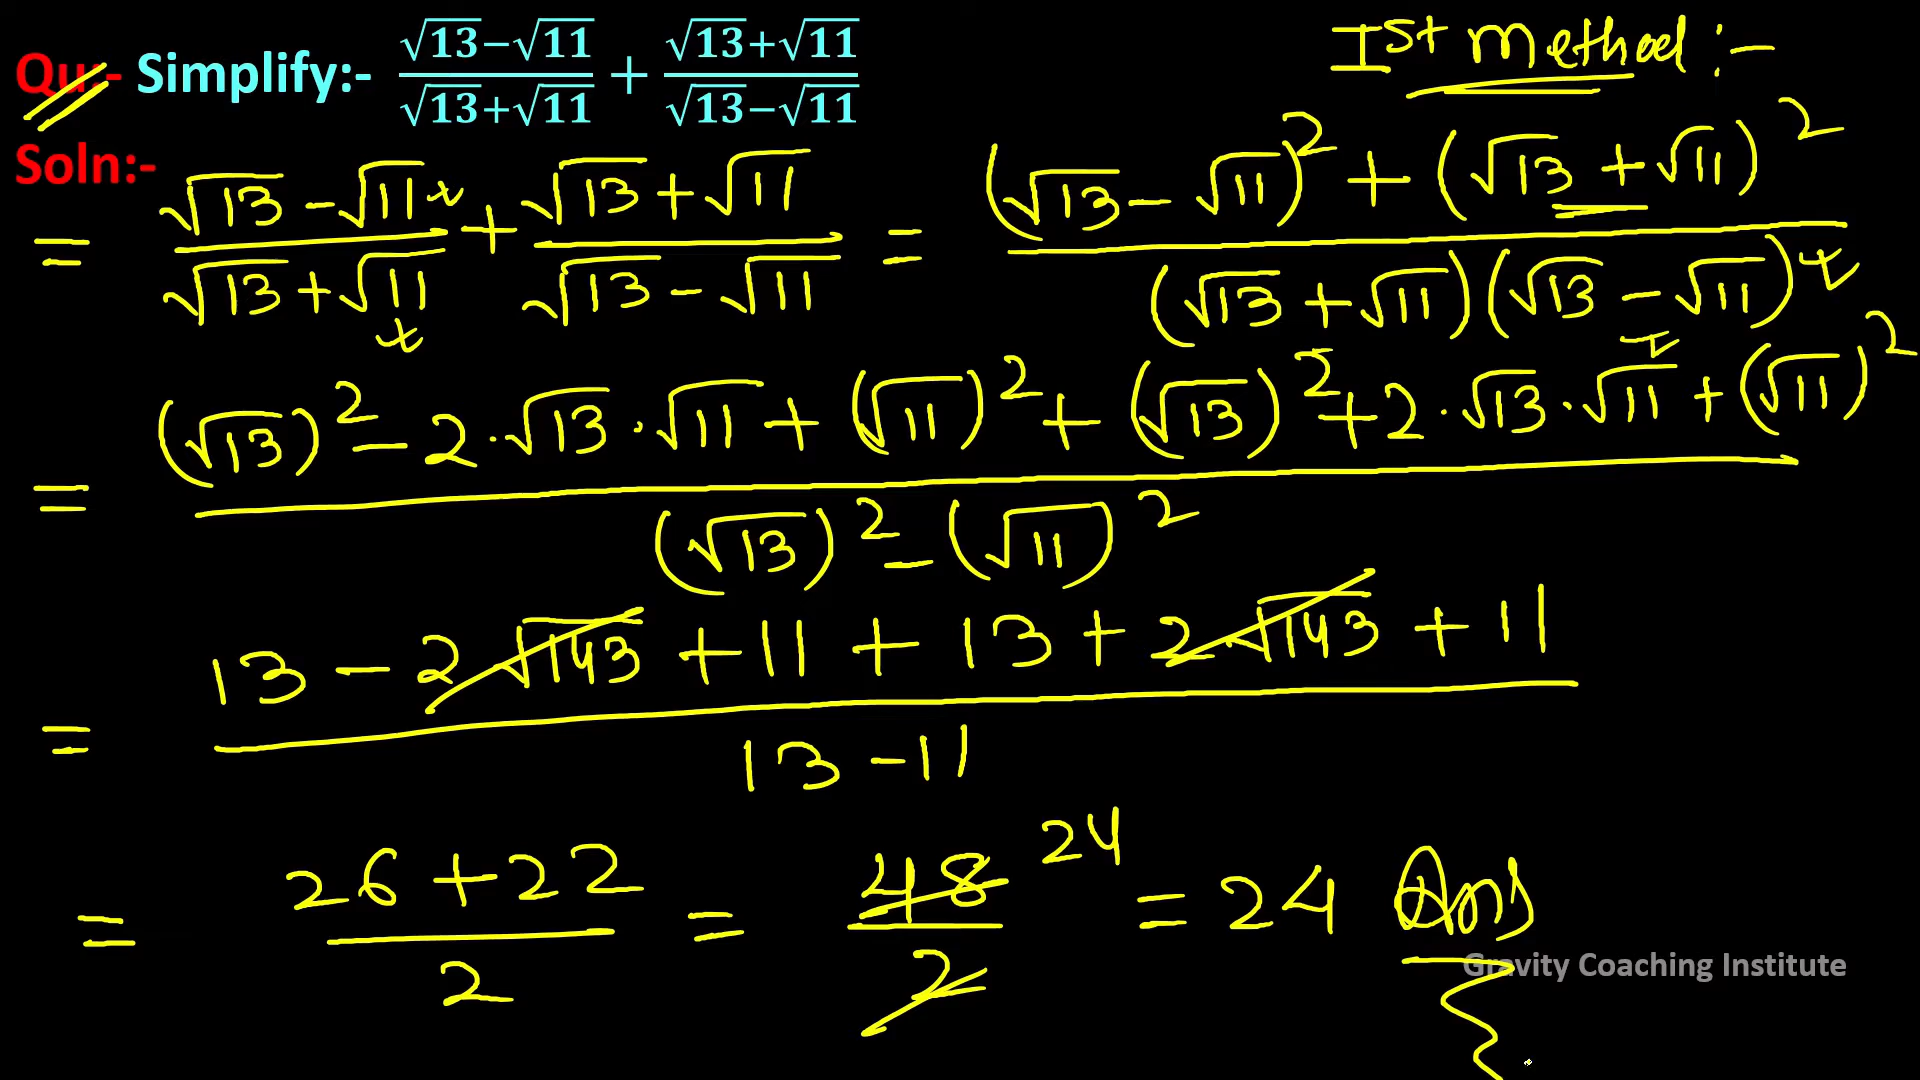 Qu:- Simplify:- (√13−√11)/(√13+√11) + (√13+√11)/(√13−√11)
Ist method:-
Soln:-
= (√13 − √11)/(√13 + √11) + (√13 + √11)/(√13 − √11) = ((√13 − √11)² + (√13 + √11)²)/((√13 + √11)(√13 − √11))
= ((√13)² − 2·√13·√11 + (√11)² + (√13)² + 2·√13·√11 + (√11)²)/((√13)² − (√11)²)
= (13 − 2√143 + 11 + 13 + 2√143 + 11)/(13 − 11)
= (26 + 22)/2 = 48/2 24 = 24 Ans
Gravity Coaching Institute